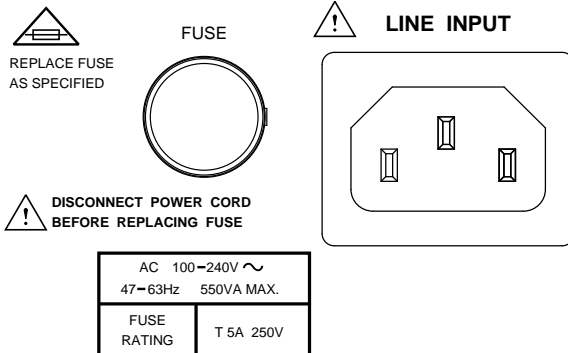 REPLACE FUSE
AS SPECIFIED
FUSE
! LINE INPUT
! DISCONNECT POWER CORD
BEFORE REPLACING FUSE
AC 100-240V ~
47-63Hz 550VA MAX.
FUSE
RATING
T 5A 250V